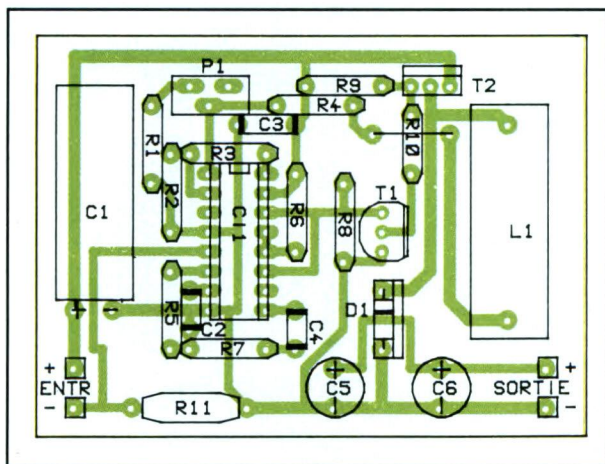 P1
R9
T2
R4
C3
R1
R10
R3
R2
T1
C1
CI1
R6
R8
L1
+ -
R5
D1
C2
C4
R7
+
+
+
+
ENTR
C5
C6
SORTIE
-
R11
-